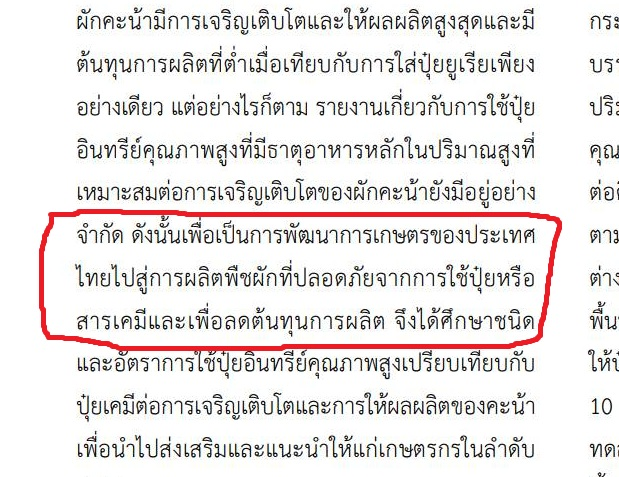 ผักคะน้ามีการเจริญเติบโตและให้ผลผลิตสูงสุดและมี
ต้นทุนการผลิตที่ต่ำเมื่อเทียบกับการใส่ปุ๋ยยูเรียเพียง
อย่างเดียว แต่อย่างไรก็ตาม รายงานเกี่ยวกับการใช้ปุ๋ย
อินทรีย์คุณภาพสูงที่มีธาตุอาหารหลักในปริมาณสูงที่
เหมาะสมต่อการเจริญเติบโตของผักคะน้ายังมีอยู่อย่าง
จำกัด ดังนั้นเพื่อเป็นการพัฒนาการเกษตรของประเทศ
ไทยไปสู่การผลิตพืชผักที่ปลอดภัยจากการใช้ปุ๋ยหรือ
สารเคมีและเพื่อลดต้นทุนการผลิต จึงได้ศึกษาชนิด
และอัตราการใช้ปุ๋ยอินทรีย์คุณภาพสูงเปรียบเทียบกับ
ปุ๋ยเคมีต่อการเจริญเติบโตและการให้ผลผลิตของคะน้า
เพื่อนำไปส่งเสริมและแนะนำให้แก่เกษตรกรในลำดับ
กระ
บรร
คุณ
ตาม
ต่าง
10